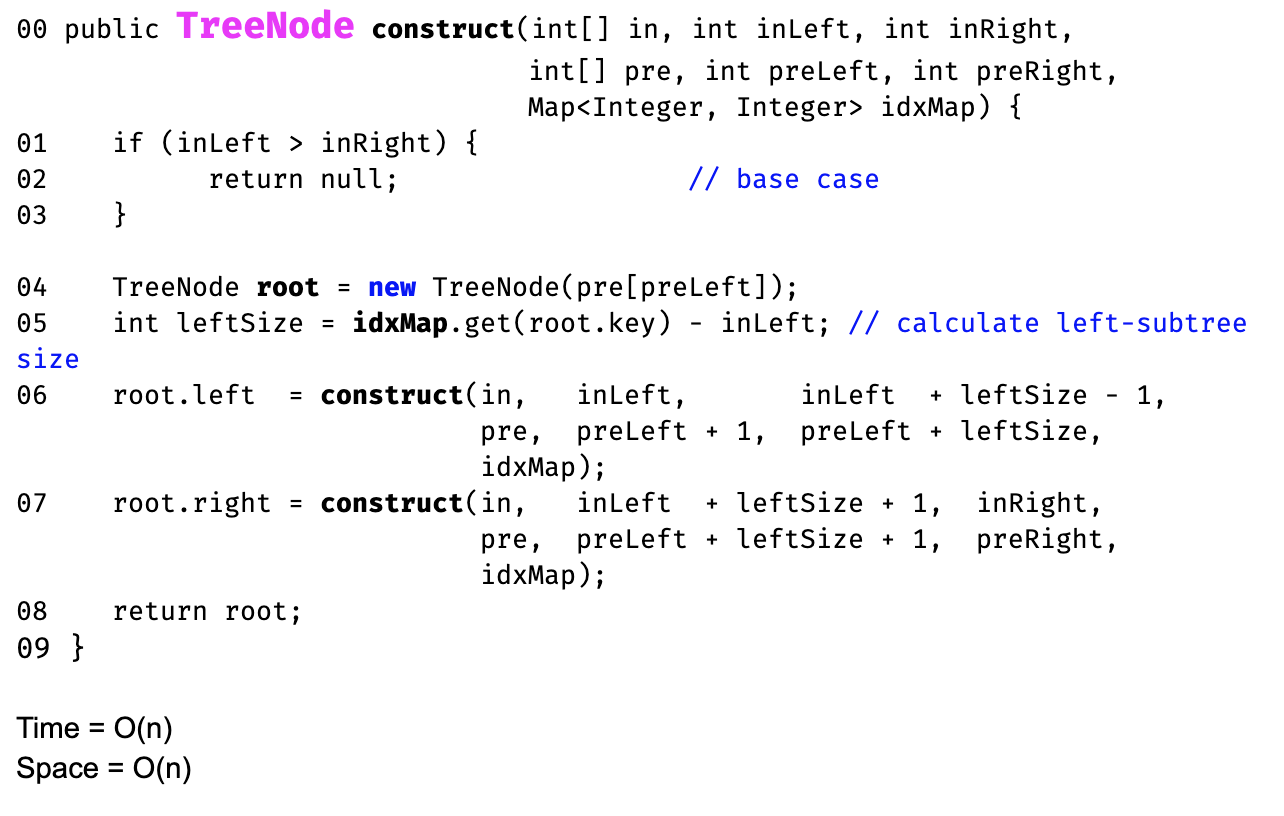 00 public TreeNode construct(int[] in, int inLeft, int inRight,
int[] pre, int preLeft, int preRight,
Map<Integer, Integer> idxMap) {
01    if (inLeft > inRight) {
02          return null;                  // base case
03    }
04    TreeNode root = new TreeNode(pre[preLeft]);
05    int leftSize = idxMap.get(root.key) - inLeft; // calculate left-subtree
size
06    root.left  = construct(in,   inLeft,       inLeft  + leftSize - 1,
pre,  preLeft + 1,  preLeft + leftSize,
idxMap);
07    root.right = construct(in,   inLeft  + leftSize + 1,  inRight,
pre,  preLeft + leftSize + 1,  preRight,
idxMap);
08    return root;
09 }
Time = O(n)
Space = O(n)